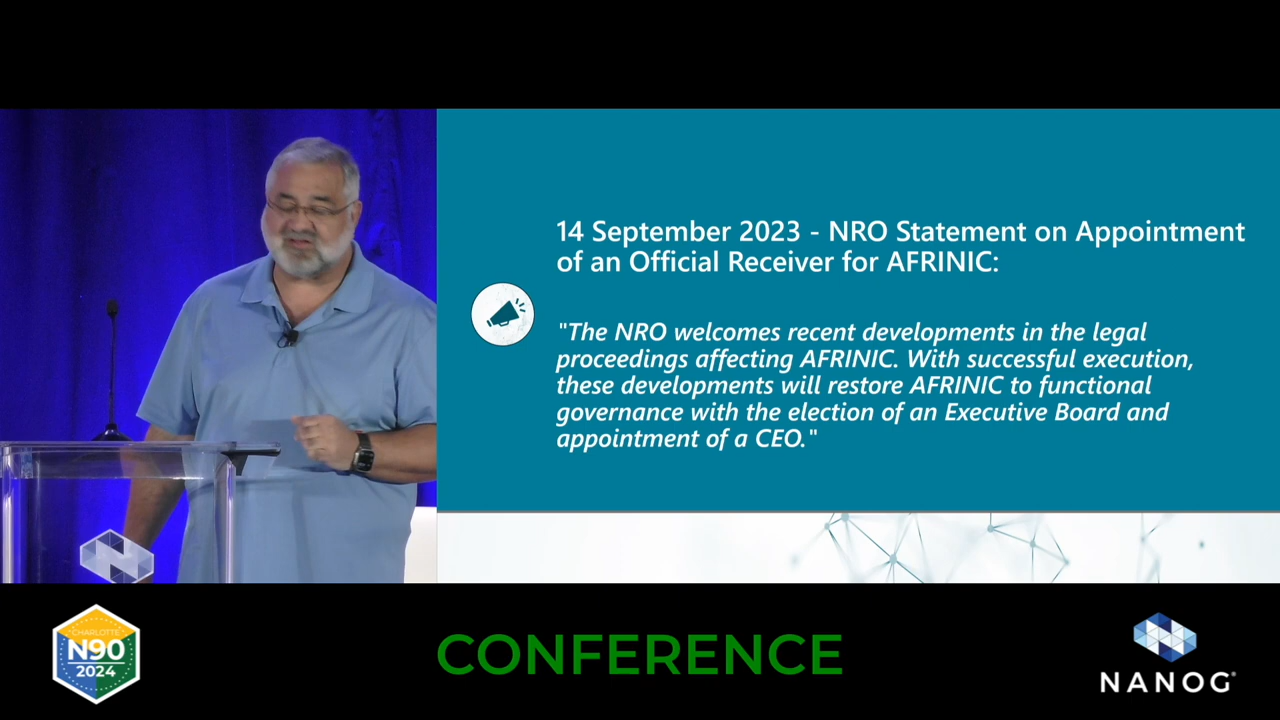 14 September 2023 - NRO Statement on Appointment
of an Official Receiver for AFRINIC:
"The NRO welcomes recent developments in the legal
proceedings affecting AFRINIC. With successful execution,
these developments will restore AFRINIC to functional
governance with the election of an Executive Board and
appointment of a CEO."
CHARLOTTE
N90
2024
CONFERENCE
NANOG